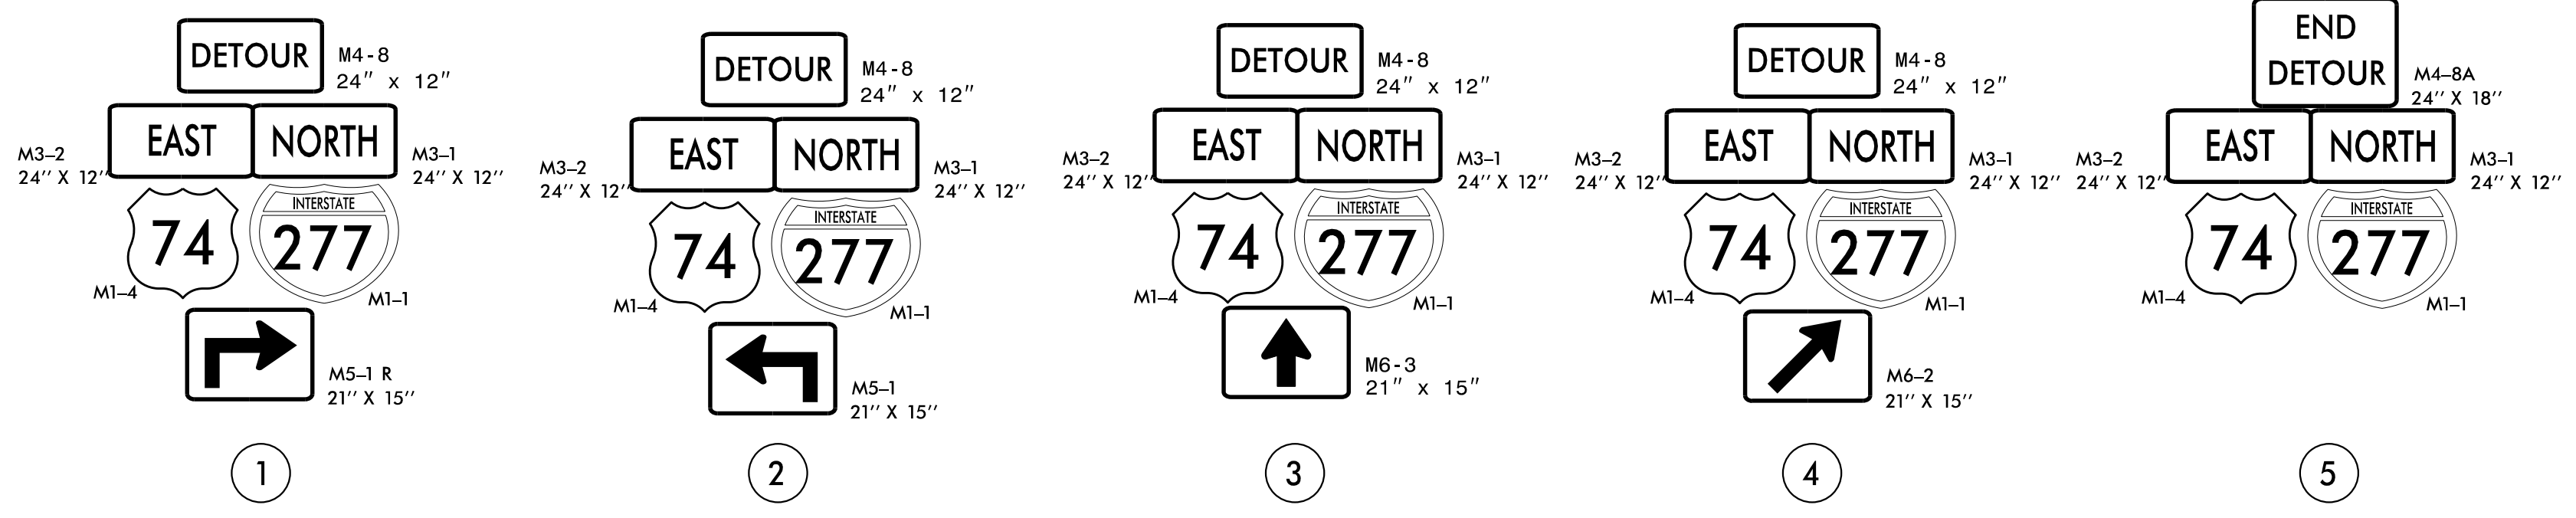 DETOUR
M4-8
24" x 12"
EAST
NORTH
M3–2
24'' X 12''
M3–1
24'' X 12''
74
INTERSTATE
277
M1–4
M1–1
M5–1 R
21'' X 15''
1
DETOUR
M4-8
24" x 12"
EAST
NORTH
M3–2
24'' X 12''
M3–1
24'' X 12''
74
INTERSTATE
277
M1–4
M1–1
M5–1
21'' X 15''
2
DETOUR
M4-8
24" x 12"
EAST
NORTH
M3–2
24'' X 12''
M3–1
24'' X 12''
74
INTERSTATE
277
M1–4
M1–1
M6-3
21" x 15"
3
DETOUR
M4-8
24" x 12"
EAST
NORTH
M3–2
24'' X 12''
M3–1
24'' X 12''
74
INTERSTATE
277
M1–4
M1–1
M6–2
21'' X 15''
4
END
DETOUR
M4–8A
24'' X 18''
EAST
NORTH
M3–2
24'' X 12''
M3–1
24'' X 12''
74
INTERSTATE
277
M1–4
M1–1
5